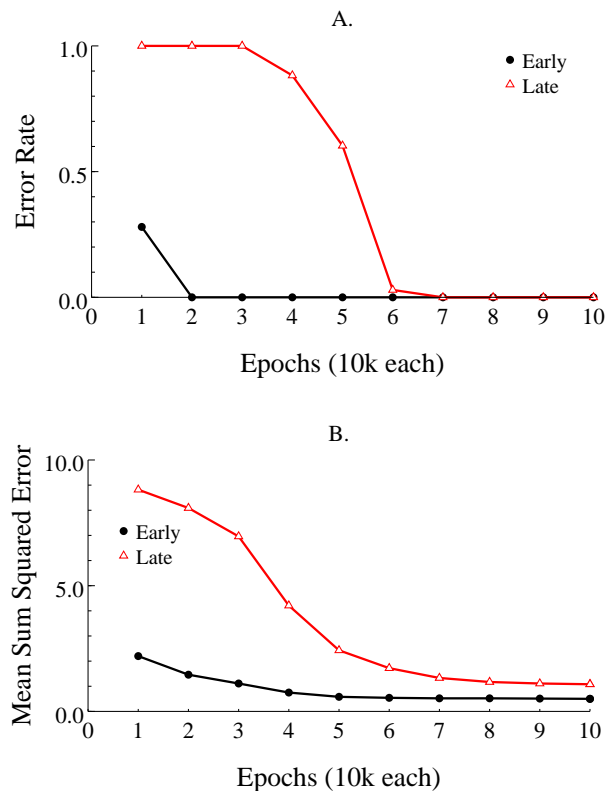 A.
1.0
Early
Late
Error Rate
0.5
0.0
0 1 2 3 4 5 6 7 8 9 10
Epochs (10k each)
B.
10.0
Mean Sum Squared Error
Early
Late
5.0
0.0
0 1 2 3 4 5 6 7 8 9 10
Epochs (10k each)